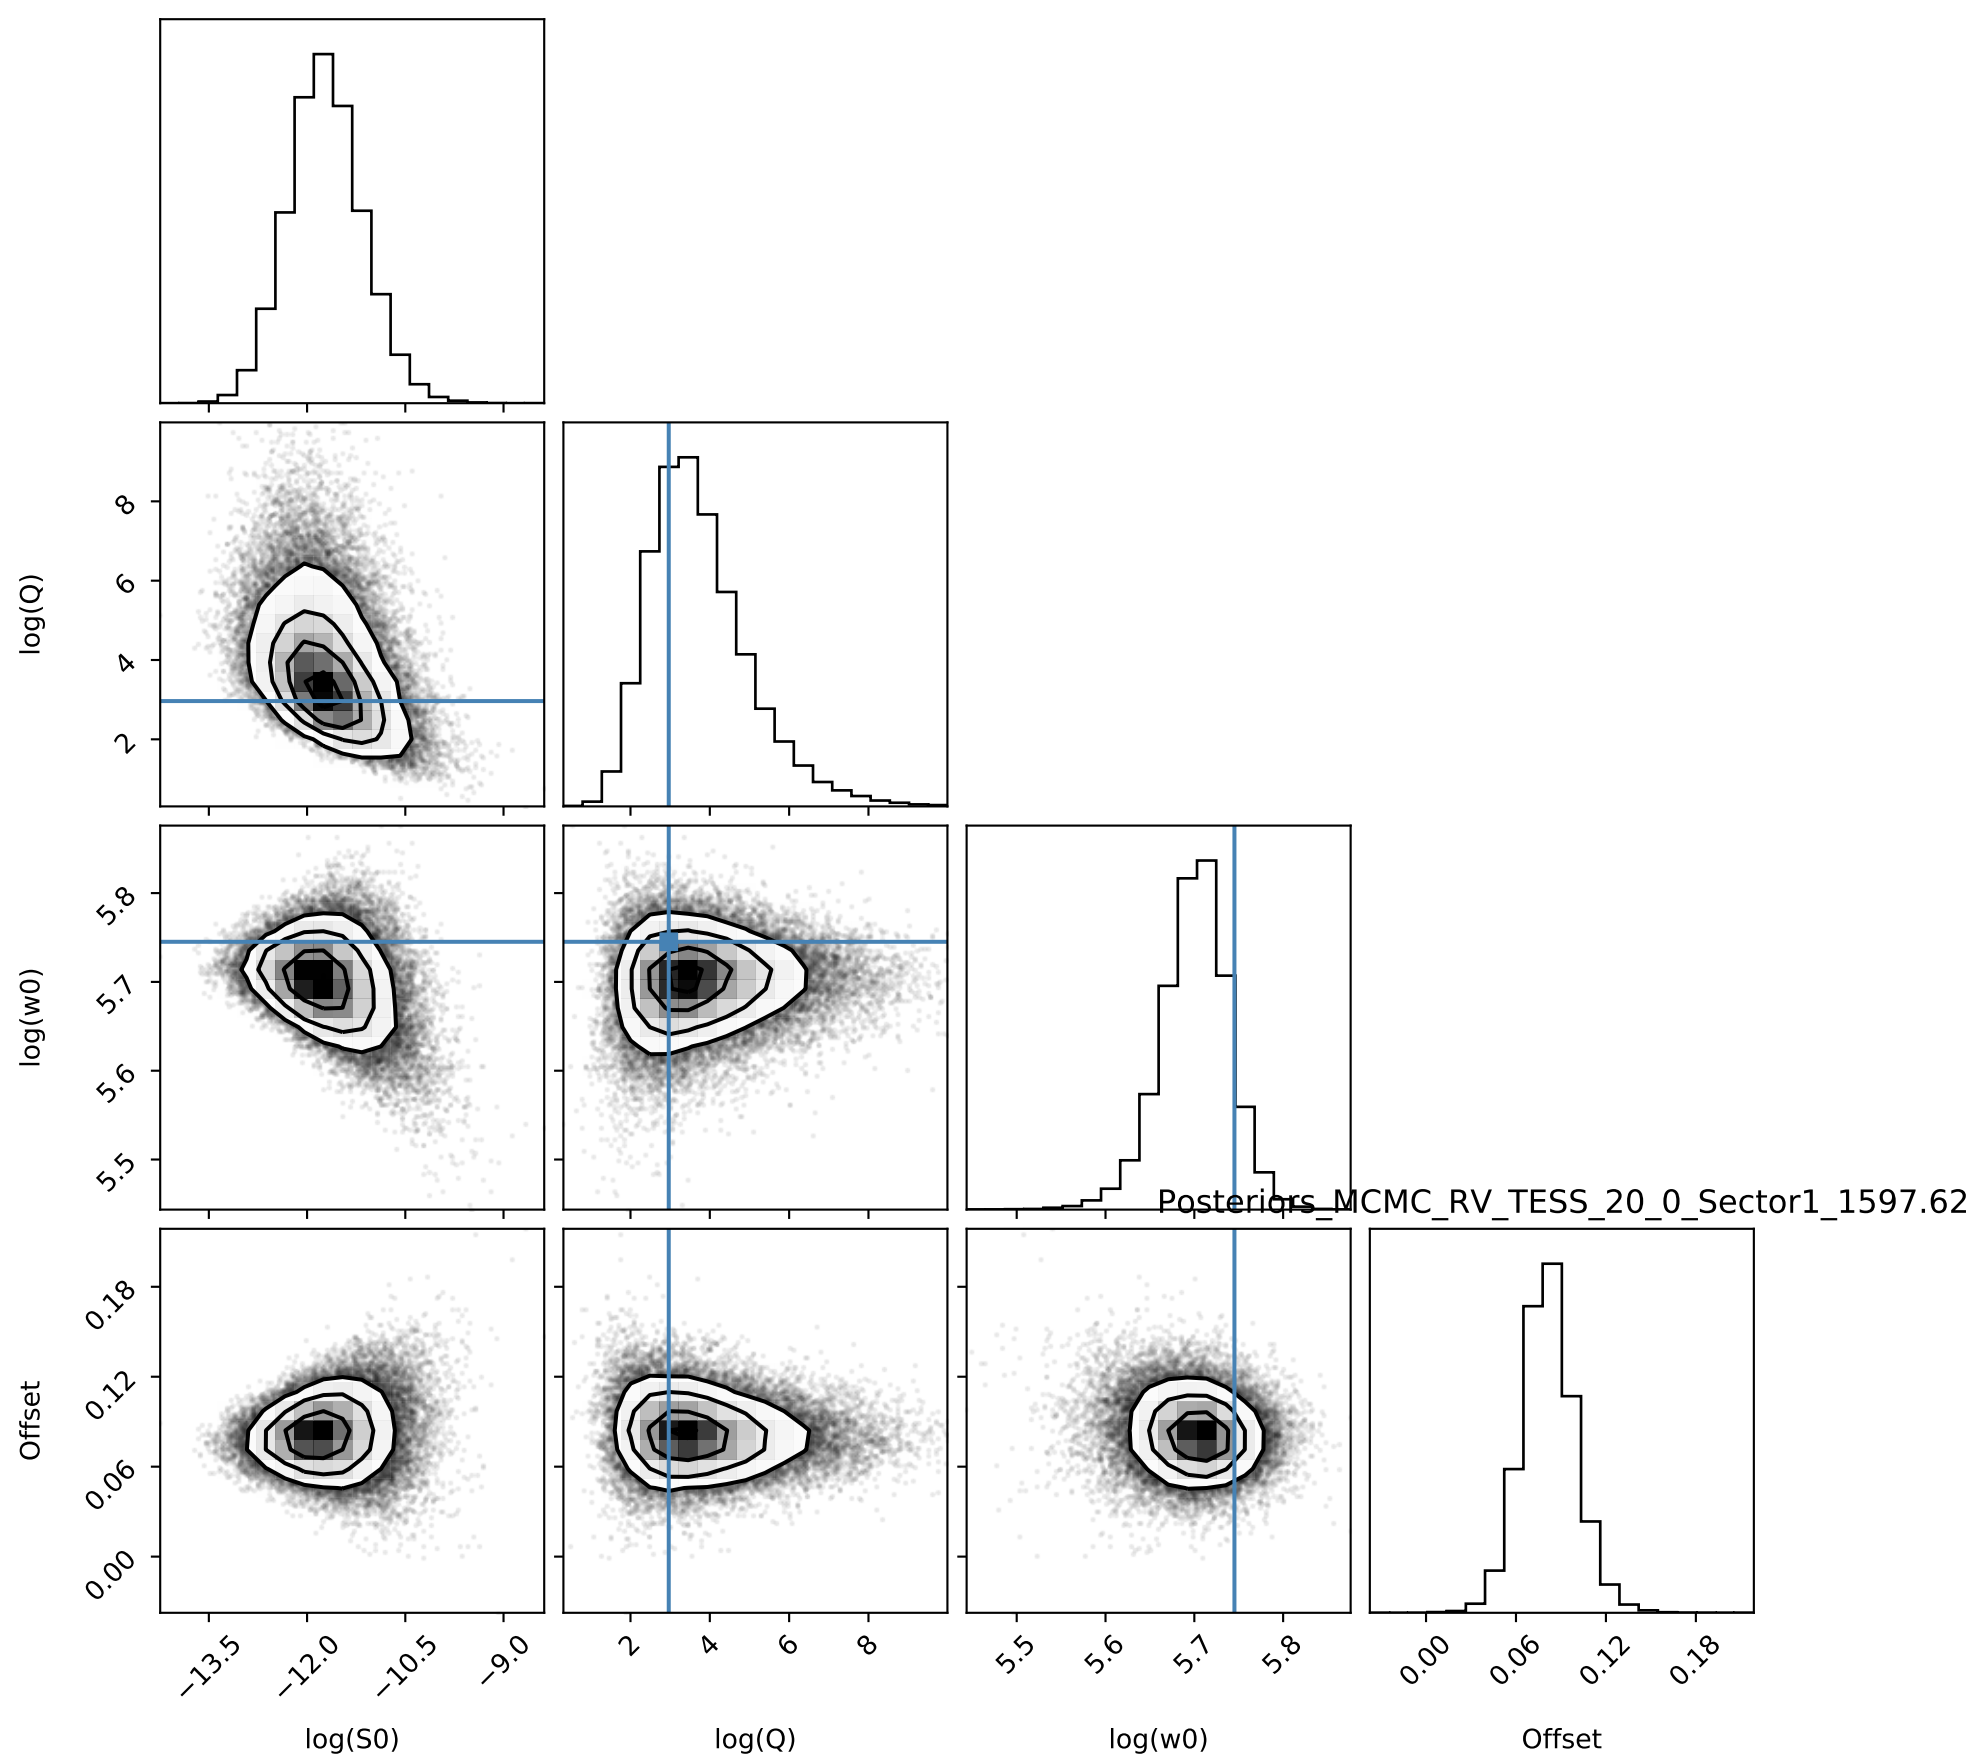 8
6
4
2
log(Q)
5.8
5.7
5.6
5.5
log(w0)
Posteriors_MCMC_RV_TESS_20_0_Sector1_1597.62
0.18
0.12
0.06
0.00
Offset
−13.5 −12.0 −10.5 −9.0 2 4 6 8 5.5 5.6 5.7 5.8 0.00 0.06 0.12 0.18
log(S0) log(Q) log(w0) Offset